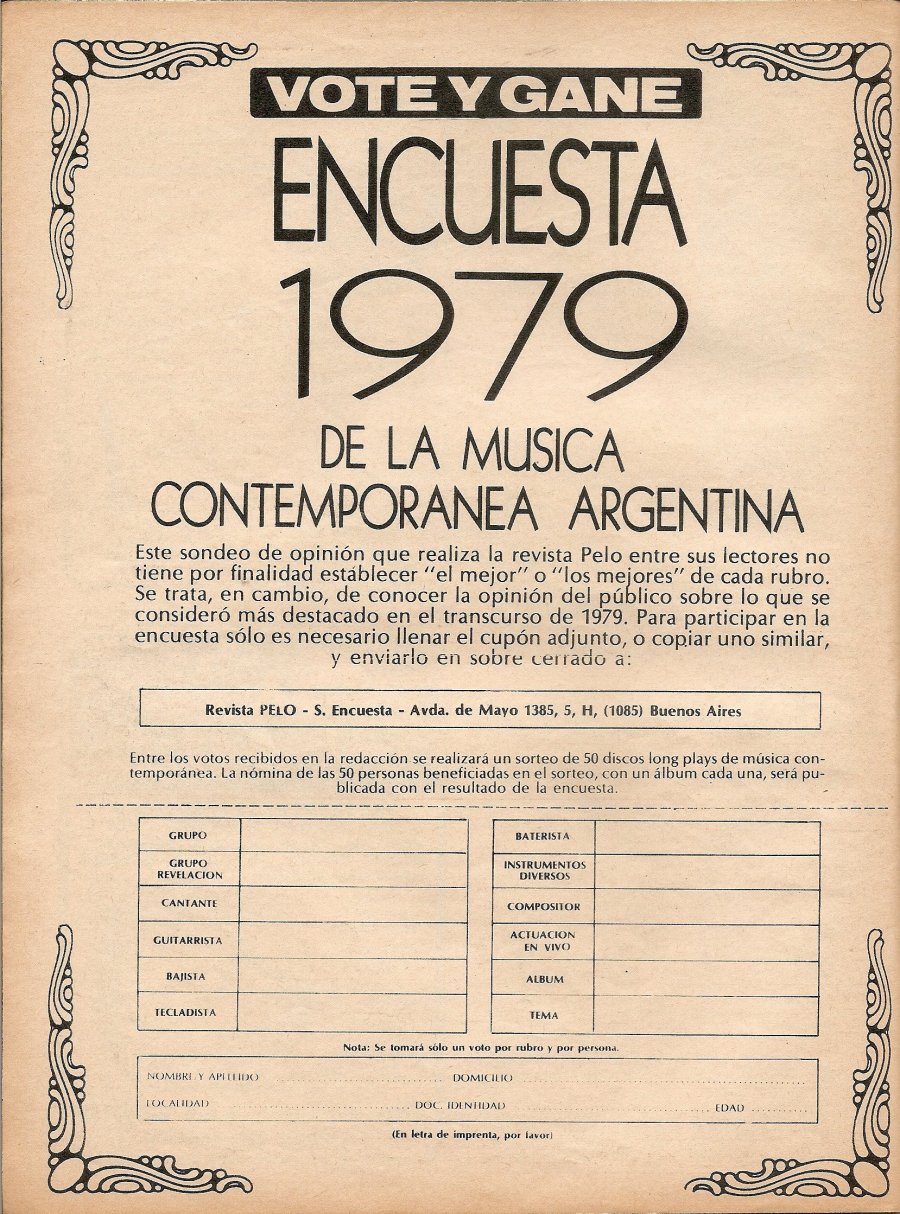 VOTE Y GANE
ENCUESTA
1979
DE LA MUSICA
CONTEMPORANEA ARGENTINA
Este sondeo de opinión que realiza la revista Pelo entre sus lectores no
tiene por finalidad establecer “el mejor” o “los mejores” de cada rubro.
Se trata, en cambio, de conocer la opinión del público sobre lo que se
consideró más destacado en el transcurso de 1979. Para participar en la
encuesta sólo es necesario llenar el cupón adjunto, o copiar uno similar,
y enviarlo en sobre cerrado a:
Revista PELO - S. Encuesta - Avda. de Mayo 1385, 5, H, (1085) Buenos Aires
Entre los votos recibidos en la redacción se realizará un sorteo de 50 discos long plays de música con-
temporánea. La nómina de las 50 personas beneficiadas en el sorteo, con un álbum cada una, será pu-
blicada con el resultado de la encuesta.
GRUPO
GRUPO
REVELACION
CANTANTE
GUITARRISTA
BAJISTA
TECLADISTA
BATERISTA
INSTRUMENTOS
DIVERSOS
COMPOSITOR
ACTUACION
EN VIVO
ALBUM
TEMA
Nota: Se tomará sólo un voto por rubro y por persona.
NOMBRE Y APELLIDO DOMICILIO
LOCALIDAD DOC. IDENTIDAD EDAD
(En letra de imprenta, por favor)